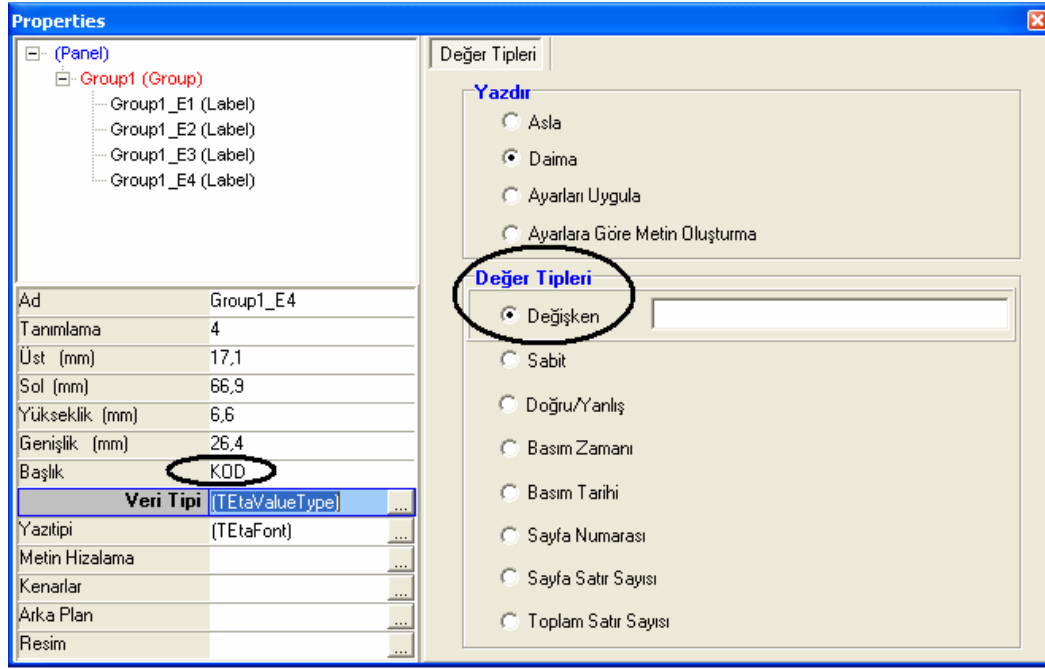 Properties
(Panel)
Group1 (Group)
Group1_E1 (Label)
Group1_E2 (Label)
Group1_E3 (Label)
Group1_E4 (Label)
Ad Group1_E4
Tanımlama 4
Üst (mm) 17,1
Sol (mm) 66,9
Yükseklik (mm) 6,6
Genişlik (mm) 26,4
Başlık KOD
Veri Tipi (TEtaValueType) ...
Yazıtipi (TEtaFont) ...
Metin Hizalama ...
Kenarlar ...
Arka Plan ...
Resim ...
Değer Tipleri
Yazdır
Asla
Daima
Ayarları Uygula
Ayarlara Göre Metin Oluşturma
Değer Tipleri
Değişken
Sabit
Doğru/Yanlış
Basım Zamanı
Basım Tarihi
Sayfa Numarası
Sayfa Satır Sayısı
Toplam Satır Sayısı